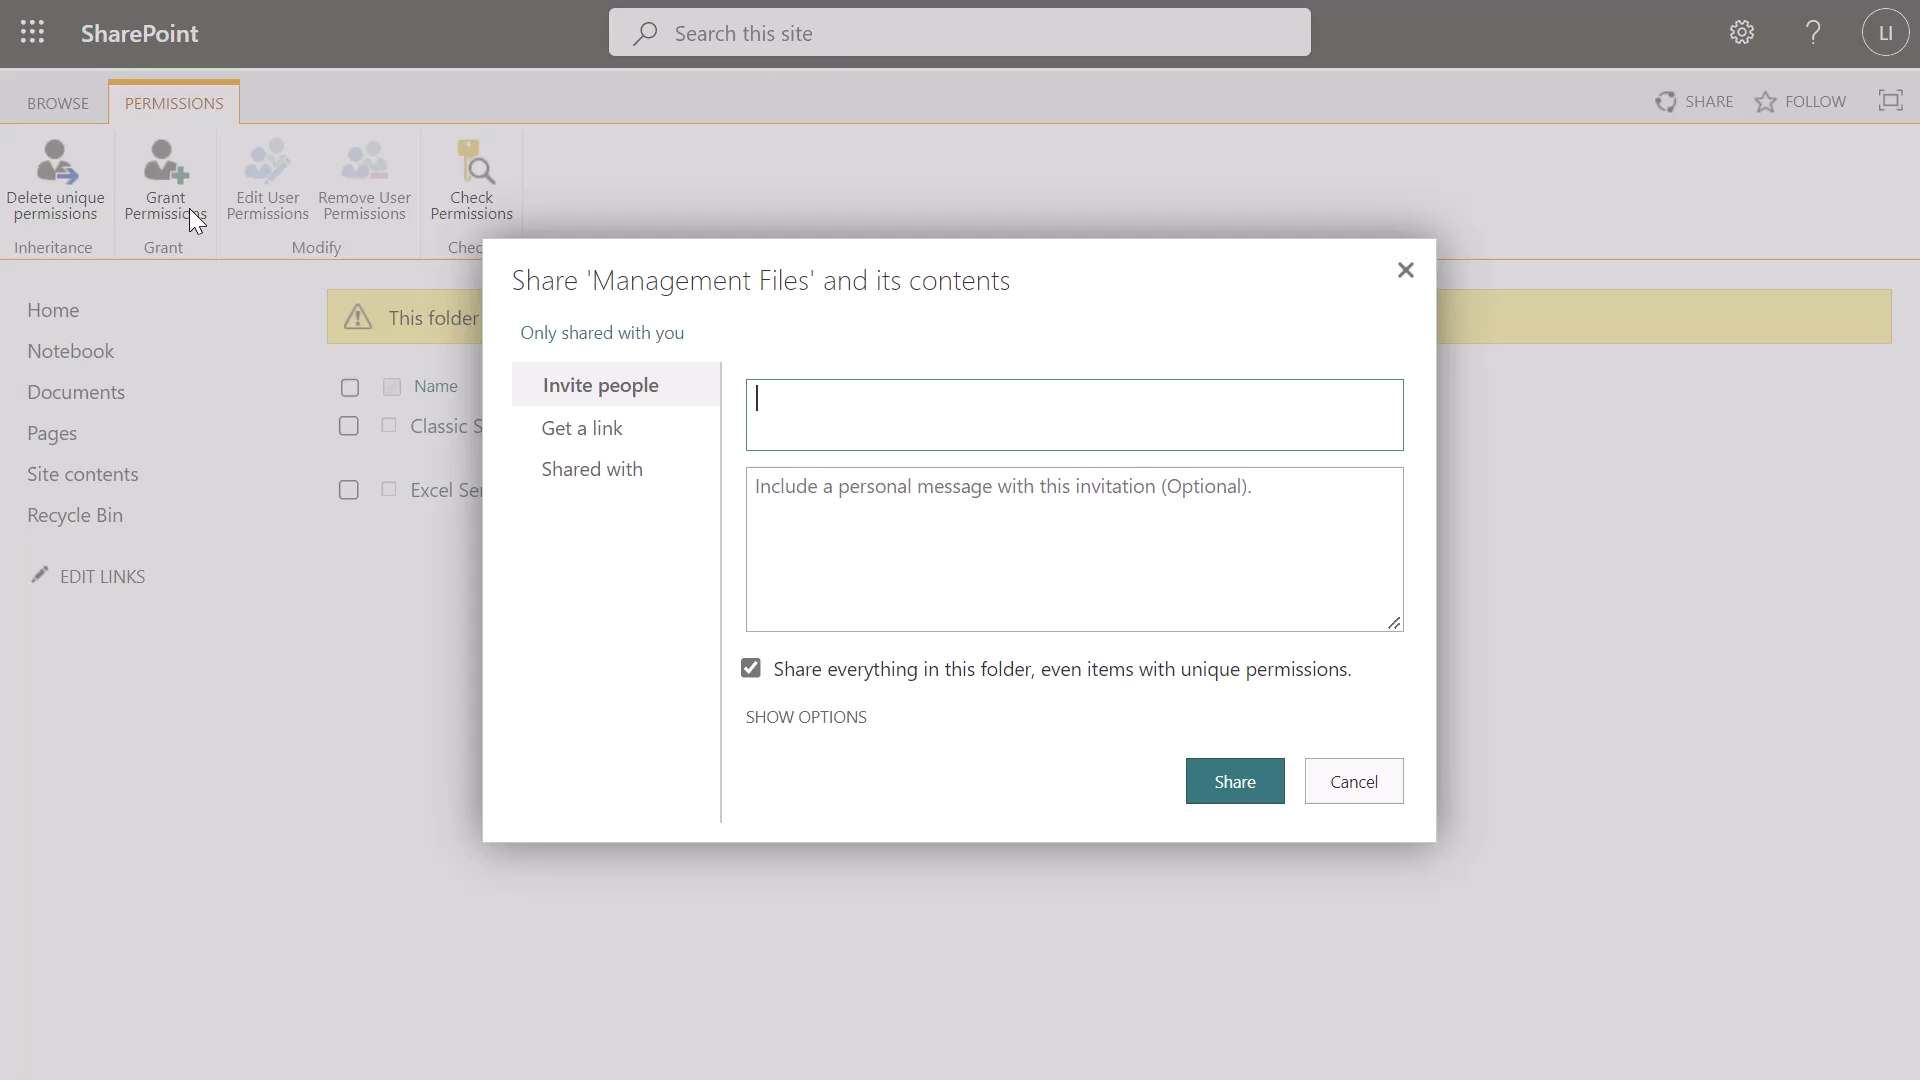 SharePoint
Search this site
LI
BROWSE
PERMISSIONS
SHARE
FOLLOW
Delete unique
permissions
Grant
Permissions
Edit User
Permissions
Remove User
Permissions
Check
Permissions
Inheritance
Grant
Modify
Chec
Home
Notebook
Documents
Pages
Site contents
Recycle Bin
EDIT LINKS
This folder
Name
Classic S
Excel Ser
Share 'Management Files' and its contents
Only shared with you
Invite people
Get a link
Shared with
Include a personal message with this invitation (Optional).
Share everything in this folder, even items with unique permissions.
SHOW OPTIONS
Share
Cancel